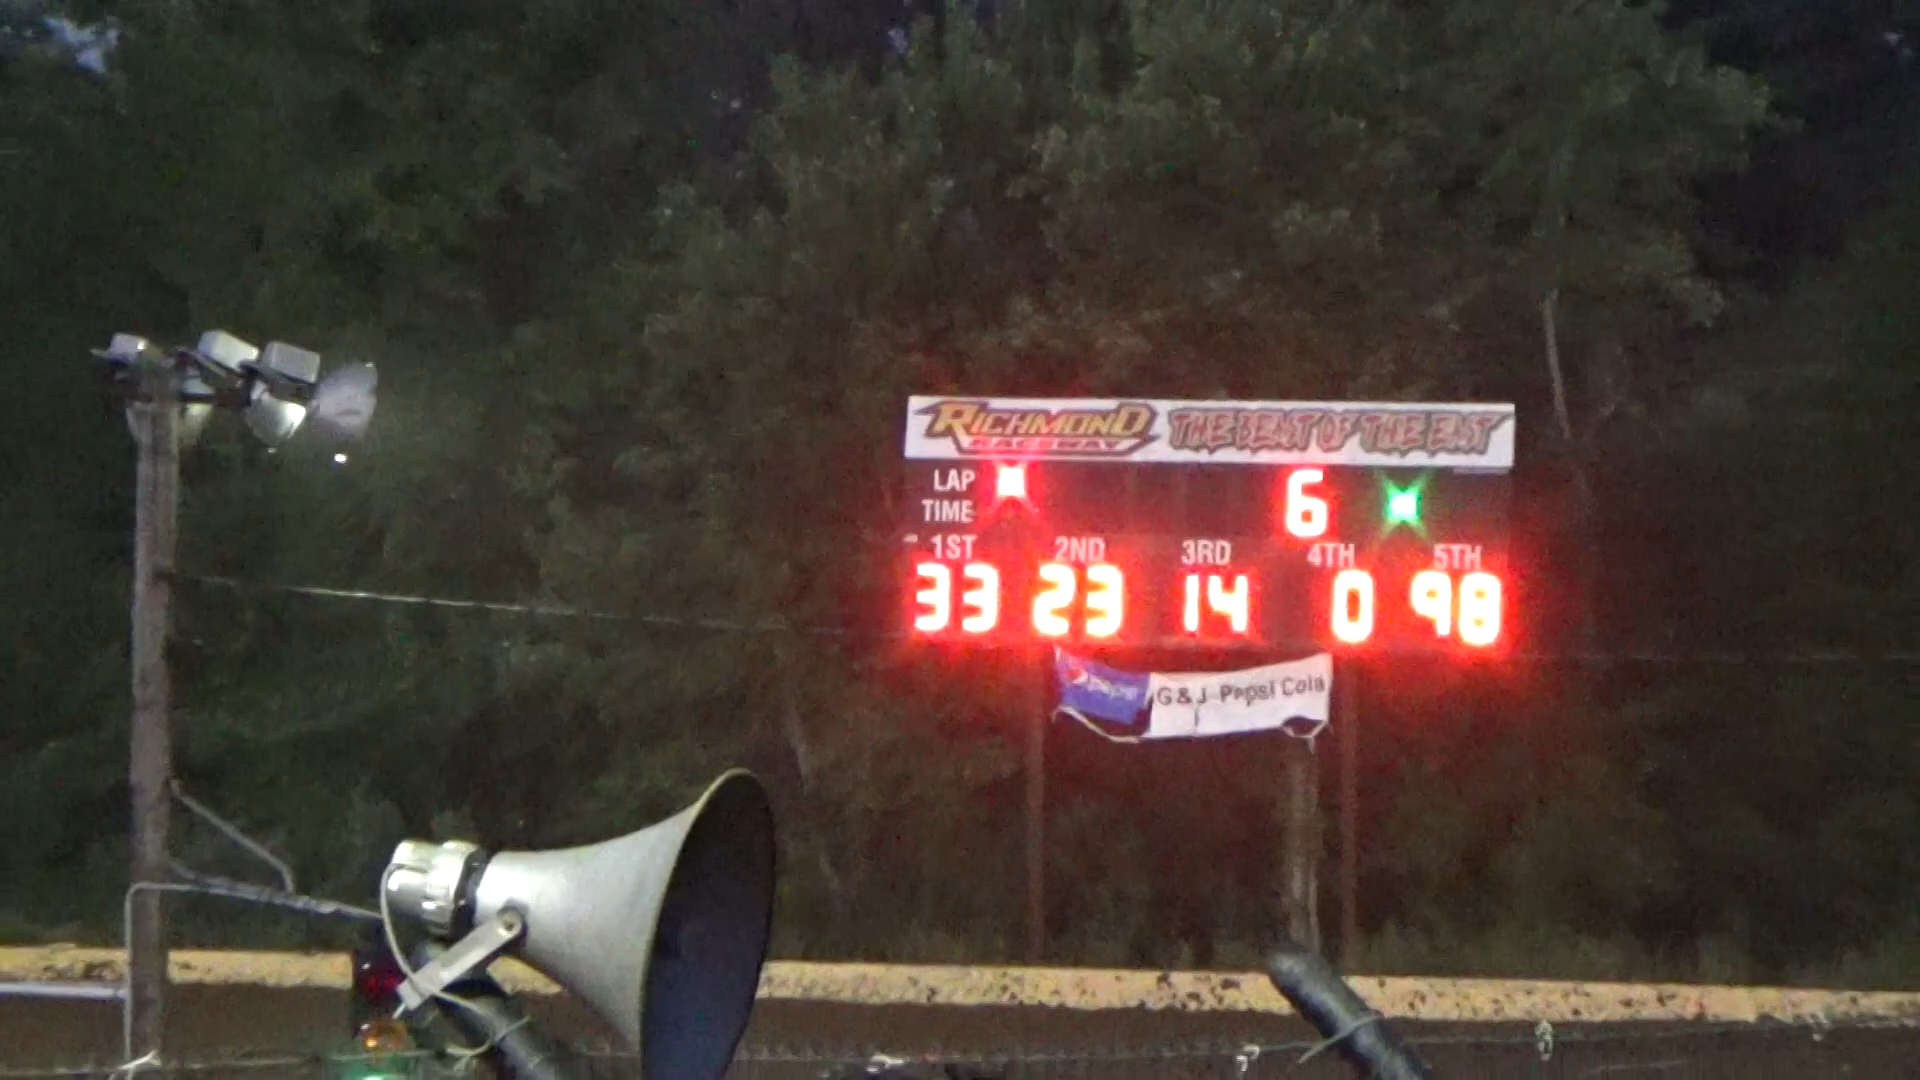 RICHMOND RACEWAY THE BEAST OF THE EAST
LAP
TIME 6
1ST 2ND 3RD 4TH 5TH
33 23 14 0 98
pepsi G & J Pepsi Cola